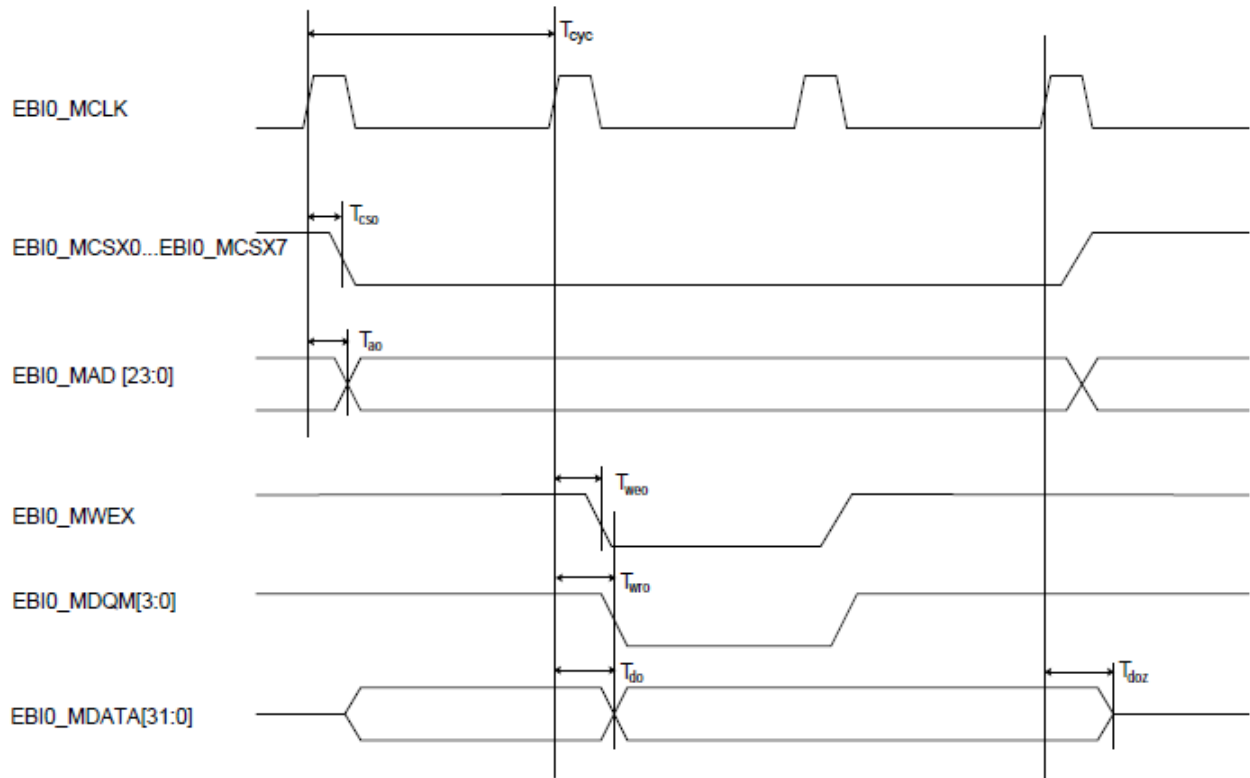 Tcyc
EBI0_MCLK
Tcso
EBI0_MCSX0...EBI0_MCSX7
Tao
EBI0_MAD [23:0]
Tweo
EBI0_MWEX
Twro
EBI0_MDQM[3:0]
Tdo
Tdoz
EBI0_MDATA[31:0]